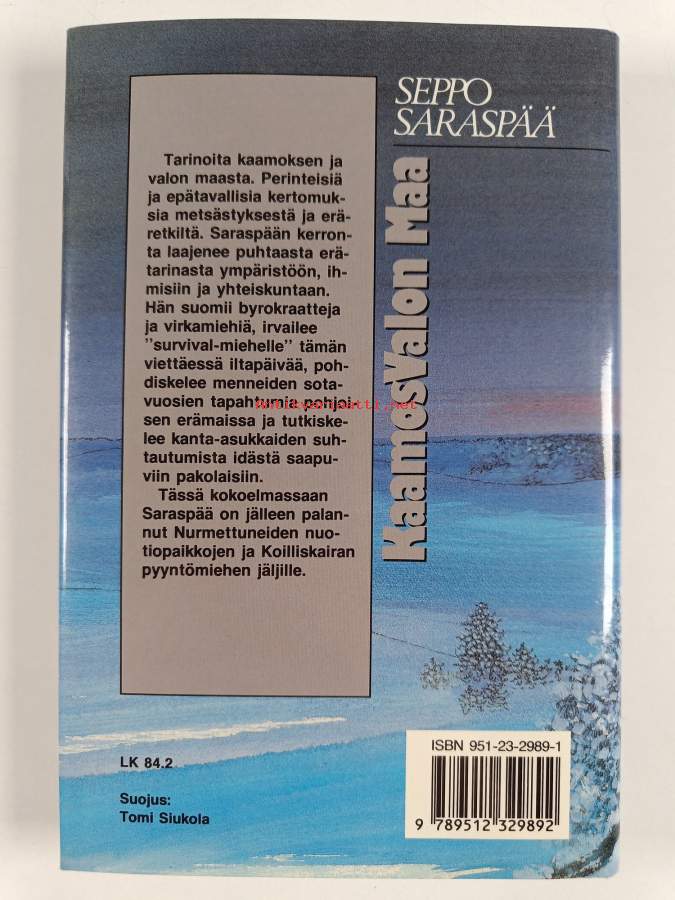 SEPPO
SARASPÄÄ
KaamosValon Maa
Tarinoita kaamoksen ja
valon maasta. Perinteisiä
ja epätavallisia kertomuk-
sia metsästyksestä ja erä-
retkiltä. Saraspään kerron-
ta laajenee puhtaasta erä-
tarinasta ympäristöön, ih-
misiin ja yhteiskuntaan.
Hän suomii byrokraatteja
ja virkamiehiä, irvailee
"survival-miehelle" tämän
viettäessä iltapäivää, poh-
diskelee menneiden sota-
vuosien tapahtumia pohjoi-
sen erämaissa ja tutkiske-
lee kanta-asukkaiden suh-
tautumista idästä saapu-
viin pakolaisiin.
Tässä kokoelmassaan
Saraspää on jälleen palan-
nut Nurmettuneiden nuo-
tiopaikkojen ja Koilliskairan
pyyntömiehen jäljille.
Antikvariaatti.net
LK 84.2
Suojus:
Tomi Siukola
ISBN 951-23-2989-1
9 789512 329892